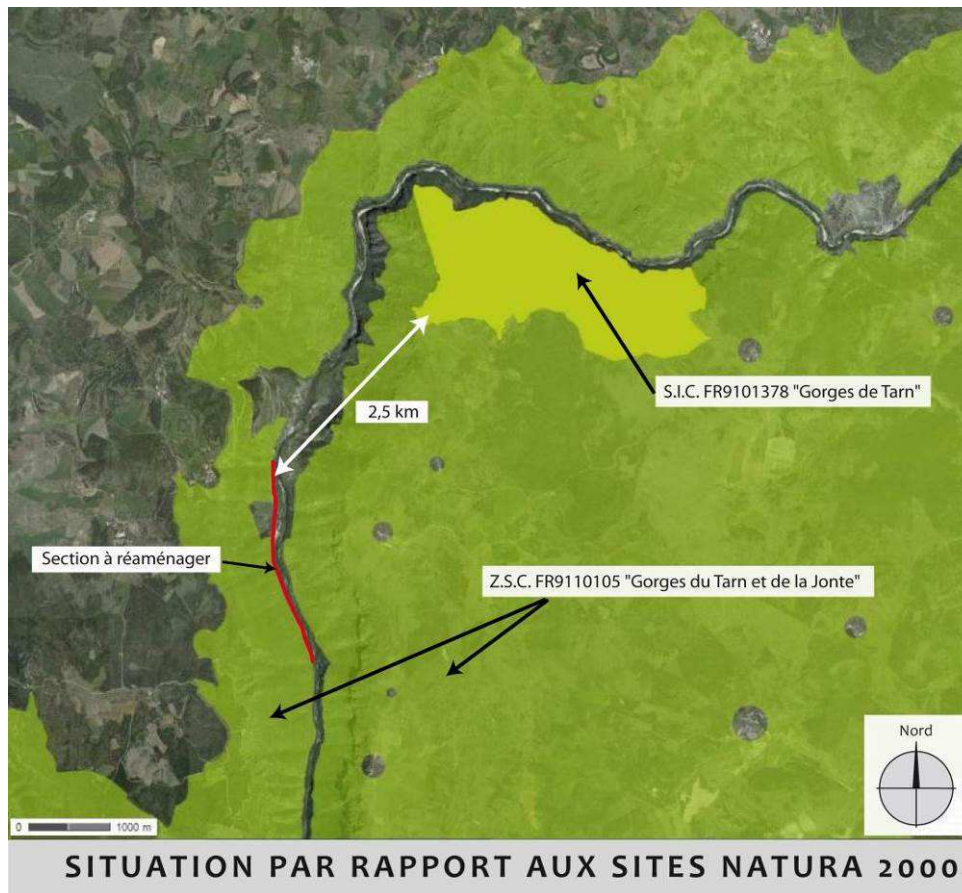 S.I.C. FR9101378 "Gorges de Tarn"
2,5 km
Section à réaménager
Z.S.C. FR9110105 "Gorges du Tarn et de la Jonte"
Nord
0 1000 m
SITUATION PAR RAPPORT AUX SITES NATURA 2000